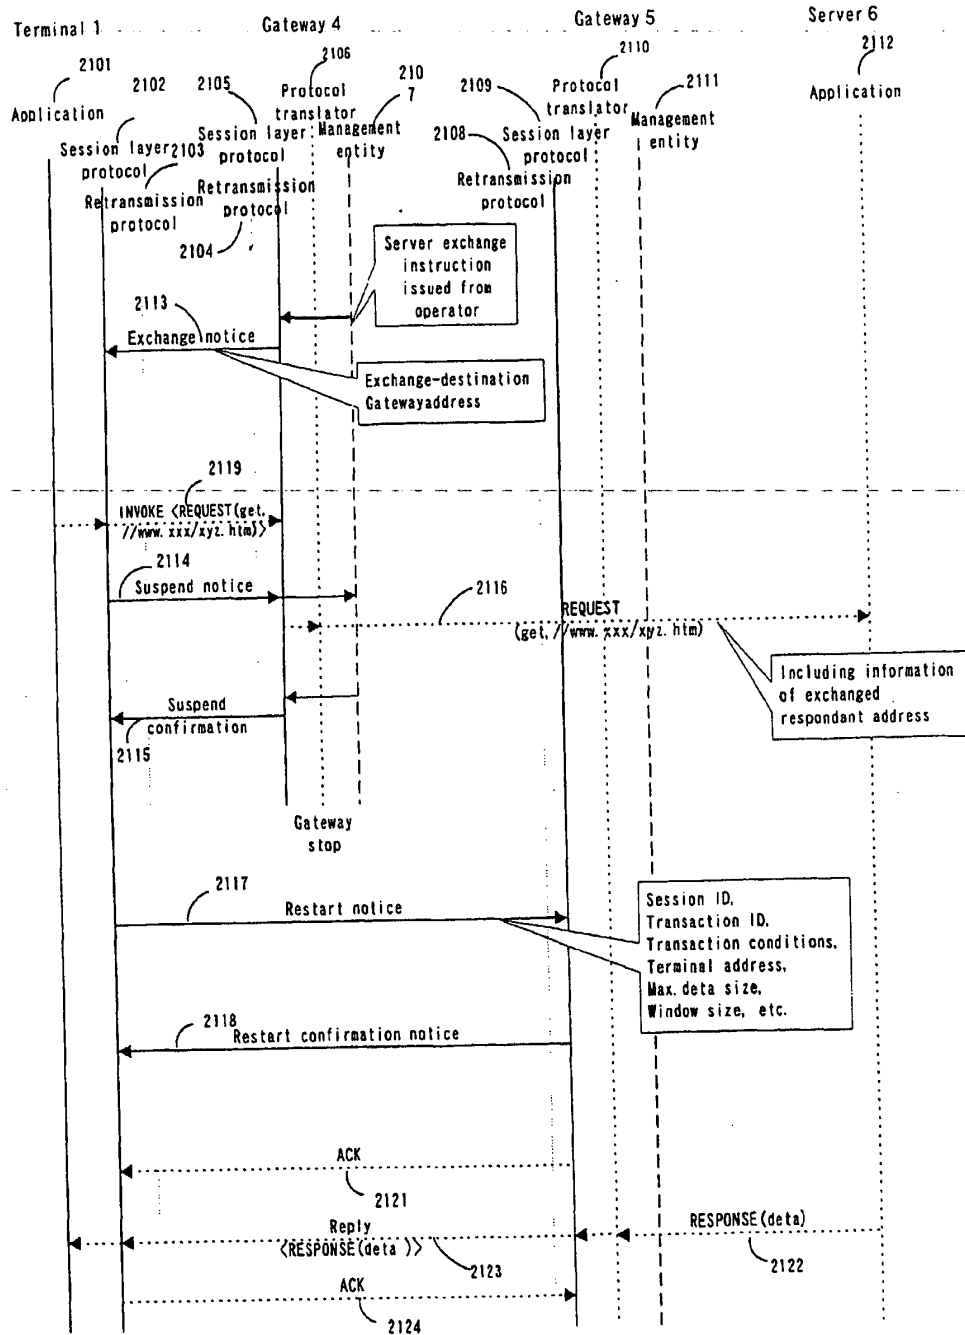 Terminal 1
Gateway 4
Gateway 5
Server 6
2101
2102
2105
2106
210
7
2109
2110
2111
2112
Application
Session layer
protocol
2103
Retransmission
protocol
Session layer
protocol
Retransmission
protocol
2104
Protocol
translator
Management
entity
2108
Protocol
translator
Session layer
protocol
Retransmission
protocol
Management
entity
Application
Server exchange
instruction
issued from
operator
2113
Exchange notice
Exchange-destination
Gatewayaddress
2119
INVOKE <REQUEST(get,
//www.xxx/xyz.htm)>
2114
Suspend notice
2116
REQUEST
(get,//www.xxx/xyz.htm)
Including information
of exchanged
respondant address
Suspend
confirmation
2115
Gateway
stop
2117
Restart notice
Session ID,
Transaction ID,
Transaction conditions,
Terminal address,
Max. deta size,
Window size, etc.
2118
Restart confirmation notice
ACK
2121
RESPONSE(deta)
2122
Reply
<RESPONSE(deta )>
2123
ACK
2124